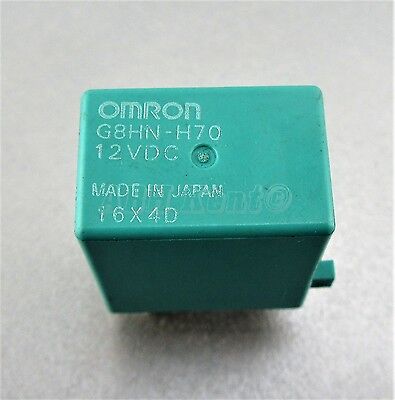 OMRON
G8HN-H70
12VDC
MADE IN JAPAN
16X4D